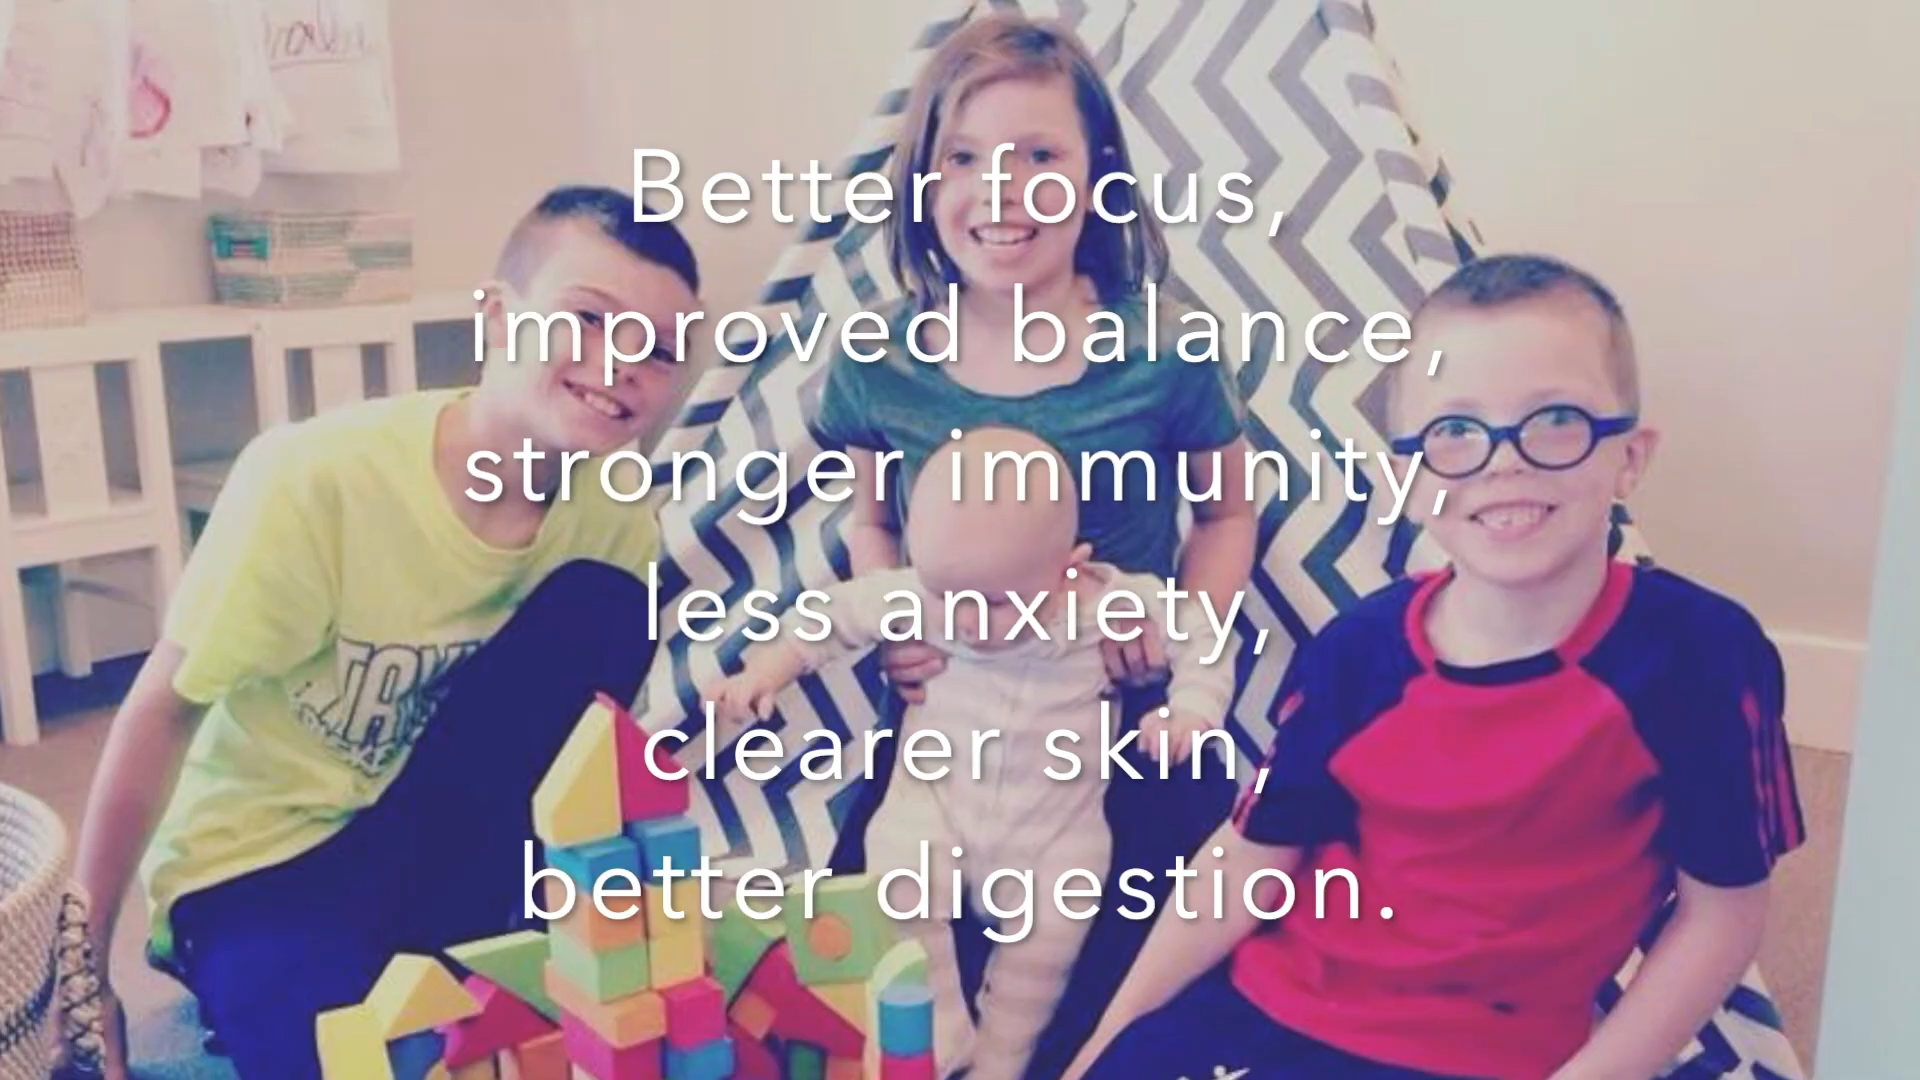 Better focus,
improved balance,
stronger immunity,
less anxiety,
clearer skin,
better digestion.